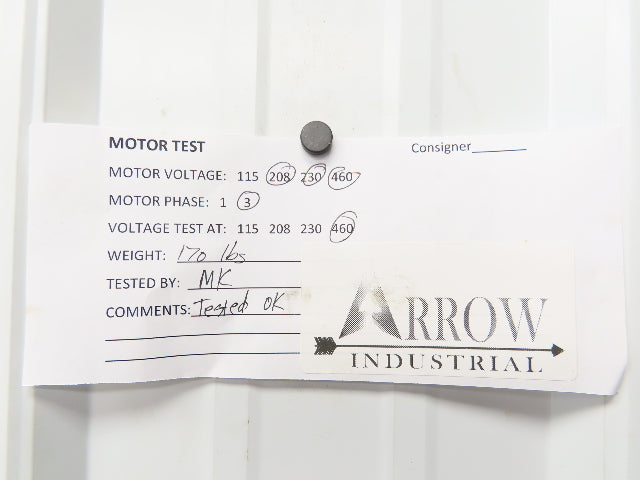 MOTOR TEST
Consigner
MOTOR VOLTAGE: 115 208 230 460
MOTOR PHASE: 1 3
VOLTAGE TEST AT: 115 208 230 460
WEIGHT: 170 lbs
TESTED BY: MK
COMMENTS: Tested OK
ARROW
INDUSTRIAL